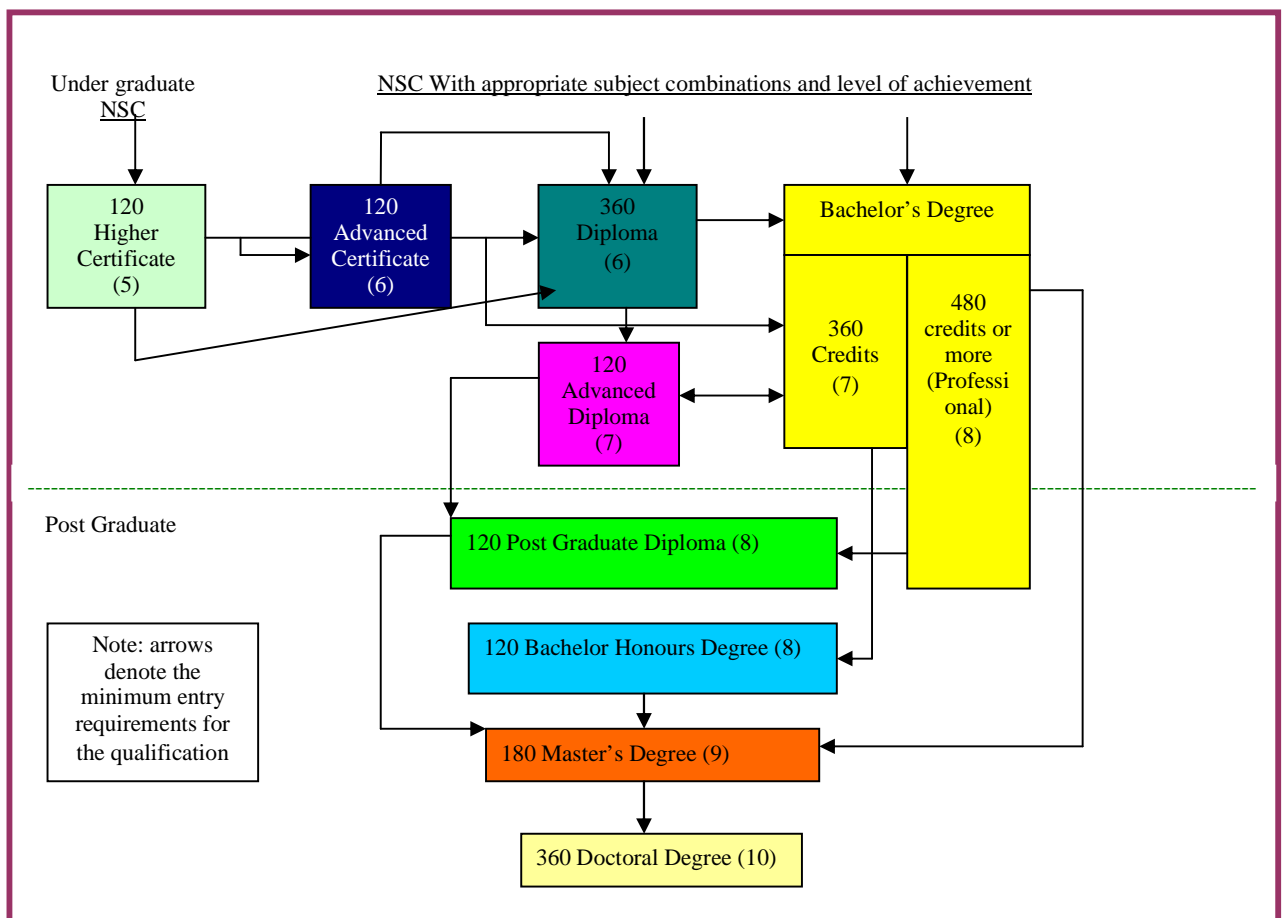 Under graduate
NSC
NSC With appropriate subject combinations and level of achievement
120
Higher
Certificate
(5)
120
Advanced
Certificate
(6)
360
Diploma
(6)
Bachelor's Degree
360
Credits
(7)
480
credits or
more
(Professi
onal)
(8)
120
Advanced
Diploma
(7)
Post Graduate
120 Post Graduate Diploma (8)
120 Bachelor Honours Degree (8)
Note: arrows
denote the
minimum entry
requirements for
the qualification
180 Master's Degree (9)
360 Doctoral Degree (10)